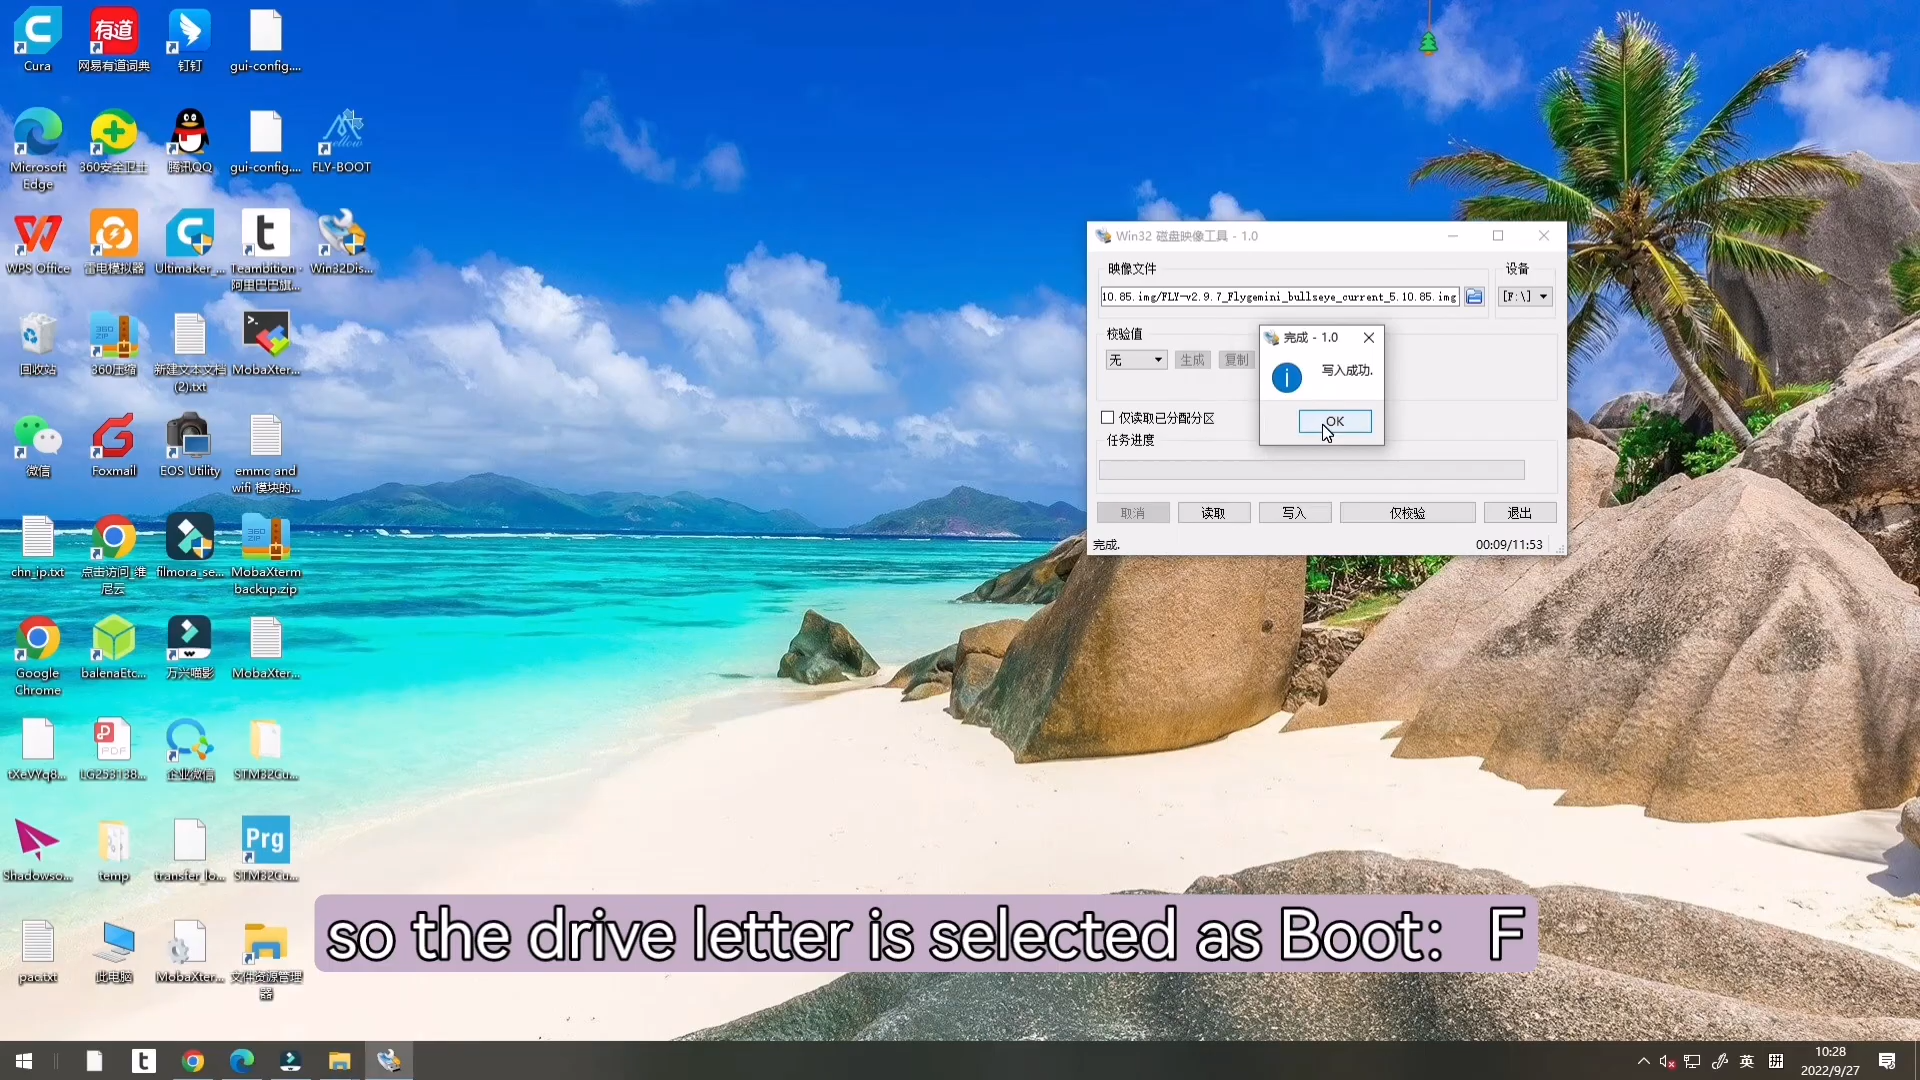 Cura
网易有道词典
钉钉
gui-config....
Microsoft
Edge
360安全卫士
腾讯QQ
gui-config....
FLY-BOOT
WPS Office
雷电模拟器
Ultimaker_...
Teambition -
阿里巴巴旗...
Win32Dis...
回收站
360压缩
新建文本文档
(2).txt
MobaXter...
微信
Foxmail
EOS Utility
emmc and
wifi 模块的...
chn_ip.txt
点击访问_维
尼云
filmora_se...
MobaXterm
backup.zip
Google
Chrome
balenaEtc...
万兴喵影
MobaXter...
tXeVYq8...
LG253138...
企业微信
STM32Cu...
Shadowso...
temp
transfer_lo...
STM32Cu...
pac.txt
此电脑
MobaXter...
文件资源管理
器
Win32 磁盘映像工具 - 1.0
映像文件
设备
10.85.img/FLY-v2.9.7_Flygemini_bullseye_current_5.10.85.img
[F:\]
校验值
无
生成
复制
完成 - 1.0
写入成功.
OK
仅读取已分配分区
任务进度
取消
读取
写入
仅校验
退出
完成.
00:09/11:53
so the drive letter is selected as Boot: F
英
拼
10:28
2022/9/27